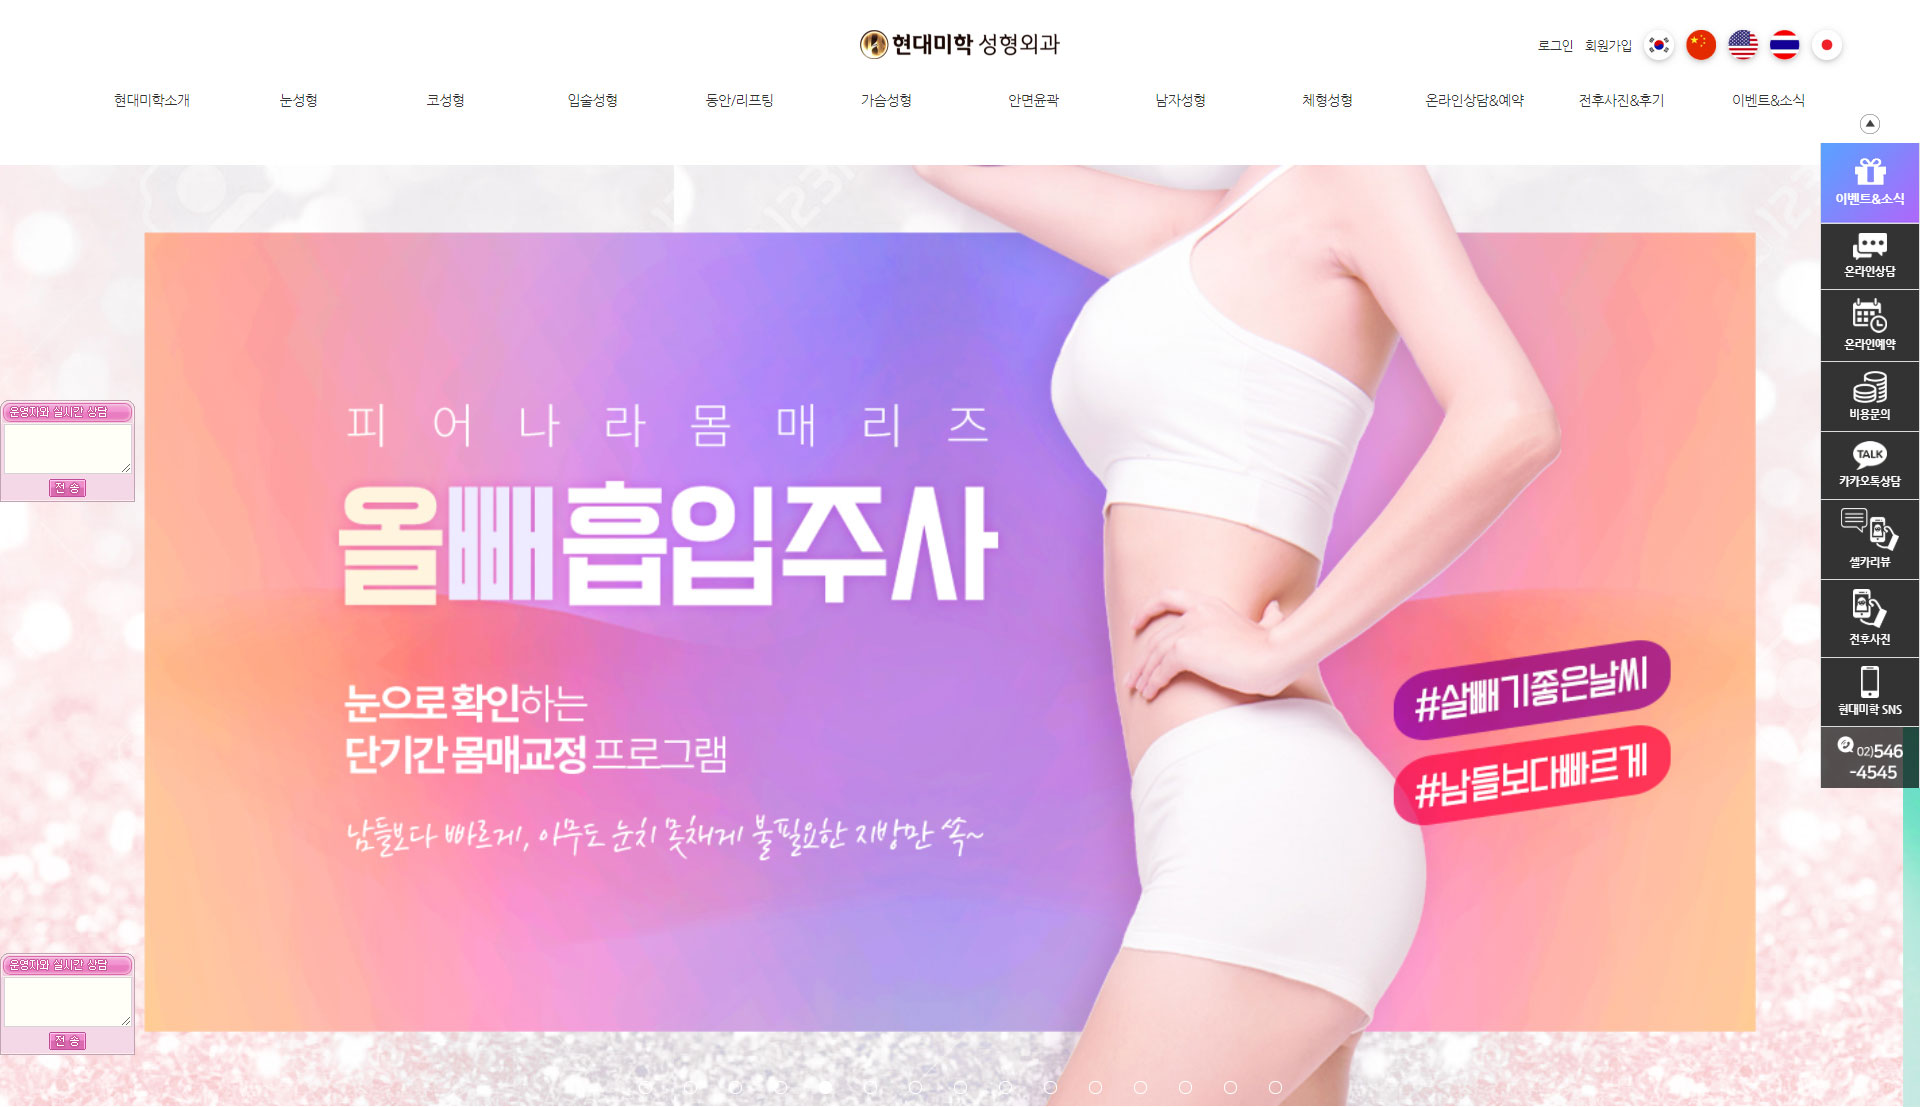 현대미학 성형외과
로그인 회원가입
현대미학소개 눈성형 코성형 입술성형 동안/리프팅 가슴성형 안면윤곽 남자성형 체형성형 온라인상담&예약 전후사진&후기 이벤트&소식
피어나라몸매리즈
올빼흡입주사
눈으로 확인하는
단기간 몸매교정 프로그램
남들보다 빠르게, 아무도 눈치 못채게 불필요한 지방만 쏙~
#살빼기좋은날씨
#남들보다빠르게
운영자와 실시간 상담
전 송
운영자와 실시간 상담
전 송
이벤트&소식
온라인상담
온라인예약
비용문의
TALK
카카오톡상담
셀카리뷰
전후사진
현대미학 SNS
02)546
-4545